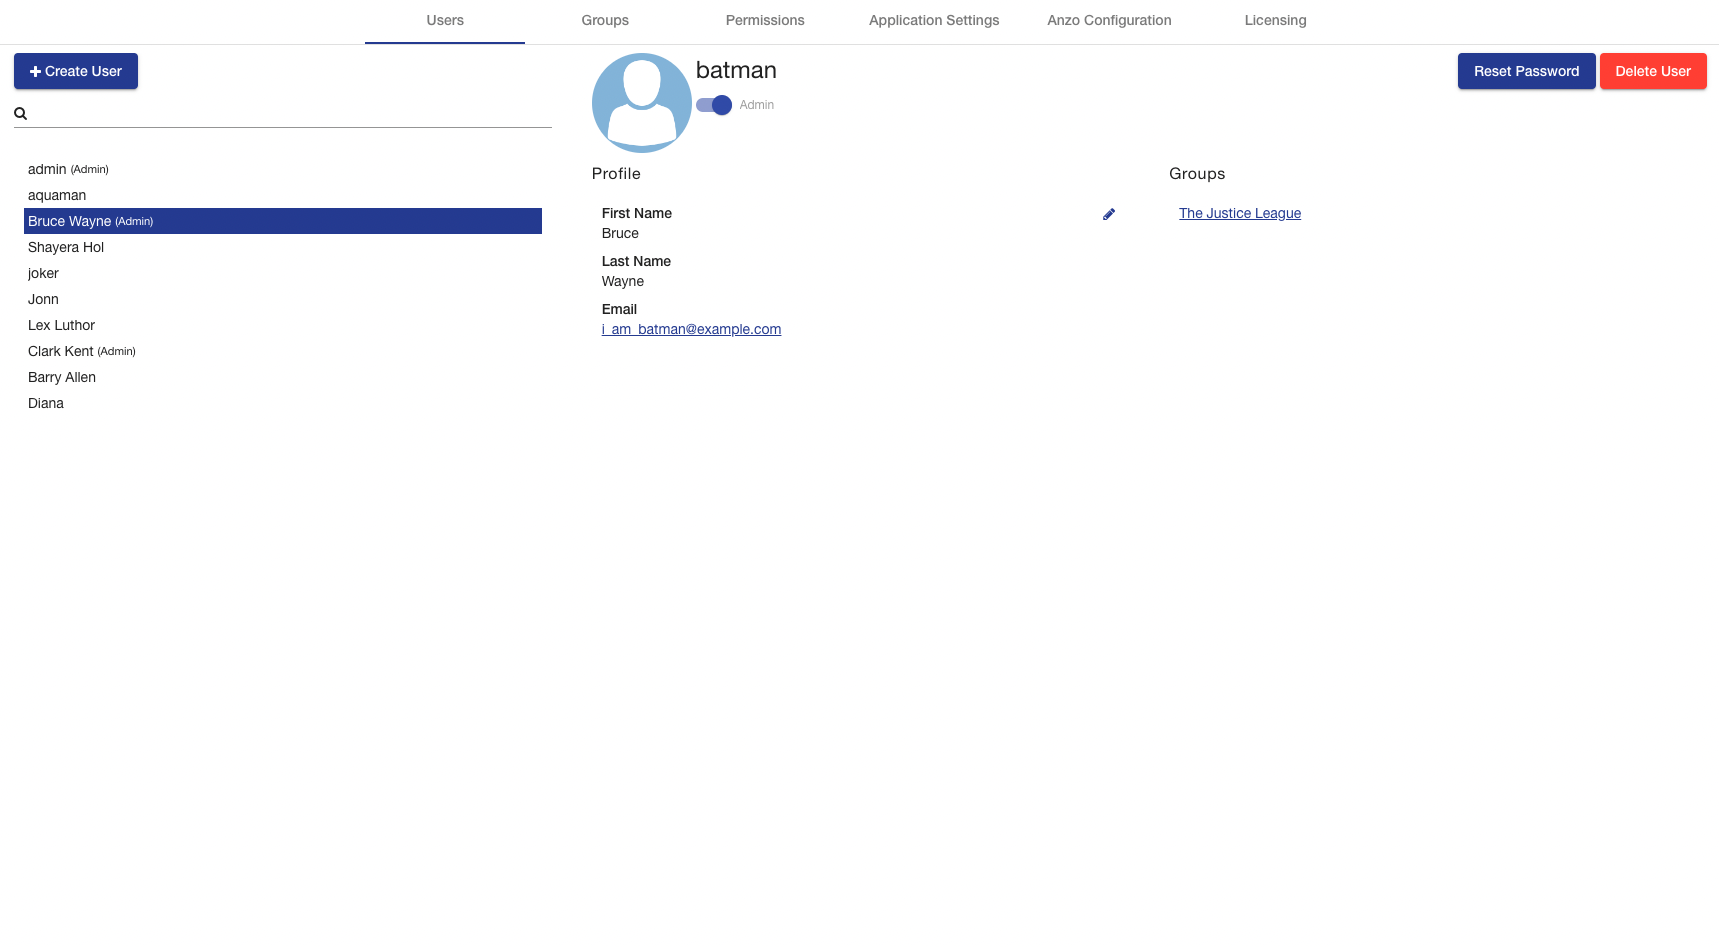 Users Groups Permissions Application Settings Anzo Configuration Licensing
Create User
admin (Admin)
aquaman
Bruce Wayne (Admin)
Shayera Hol
joker
Jonn
Lex Luthor
Clark Kent (Admin)
Barry Allen
Diana
batman
Admin
Reset Password Delete User
Profile
First Name
Bruce
Last Name
Wayne
Email
i_am_batman@example.com
Groups
The Justice League